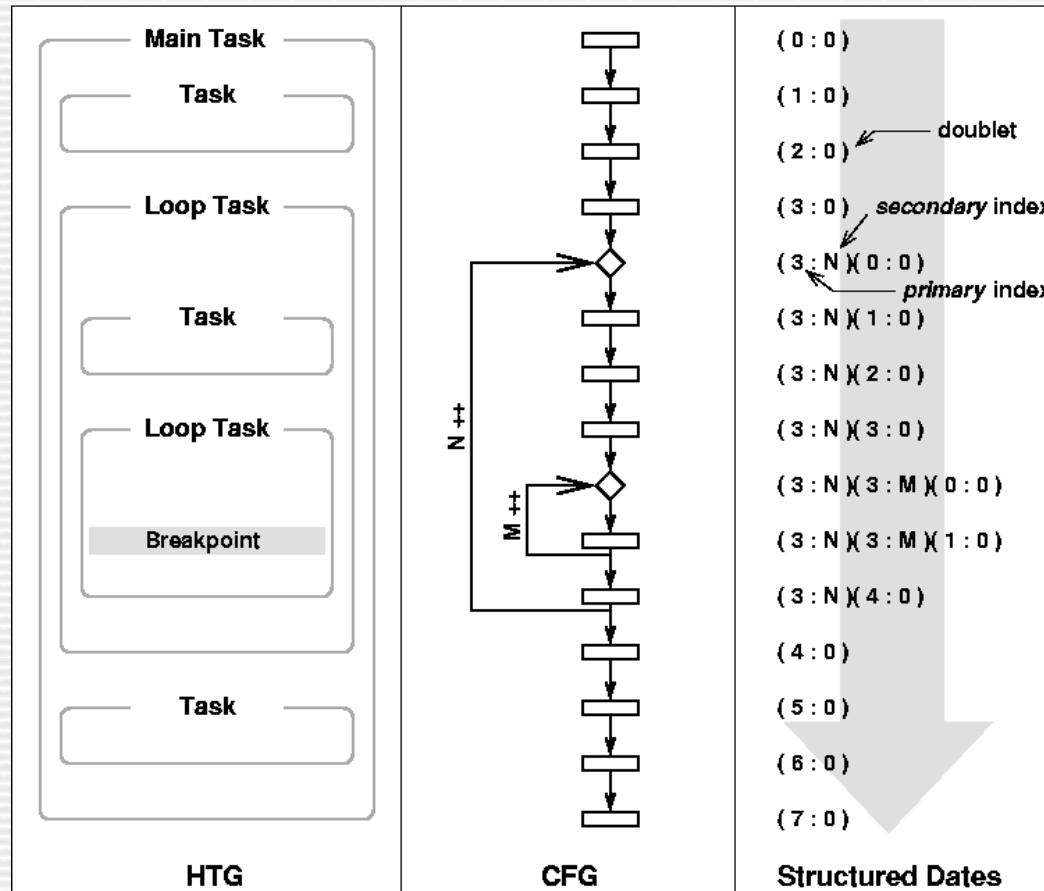 Main Task
Task
Loop Task
Task
Loop Task
Breakpoint
HTG
N ++
M ++
CFG
( 0 : 0 )
( 1 : 0 )
doublet
( 2 : 0 )
( 3 : 0 )
secondary index
( 3 : N )( 0 : 0 )
primary index
( 3 : N )( 1 : 0 )
( 3 : N )( 2 : 0 )
( 3 : N )( 3 : 0 )
( 3 : N )( 3 : M )( 0 : 0 )
( 3 : N )( 3 : M )( 1 : 0 )
( 3 : N )( 4 : 0 )
( 4 : 0 )
Task
( 5 : 0 )
( 6 : 0 )
( 7 : 0 )
Structured Dates